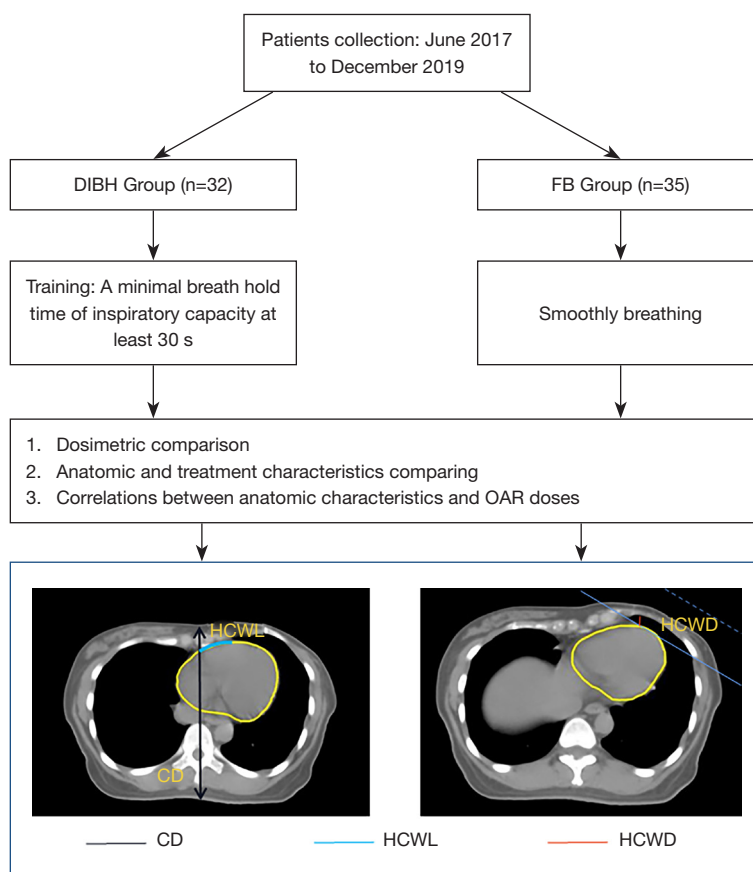 Patients collection: June 2017
to December 2019
DIBH Group (n=32)
FB Group (n=35)
Training: A minimal breath hold
time of inspiratory capacity at
least 30 s
Smoothly breathing
1. Dosimetric comparison
2. Anatomic and treatment characteristics comparing
3. Correlations between anatomic characteristics and OAR doses
HCWL
CD
HCWD
CD
HCWL
HCWD